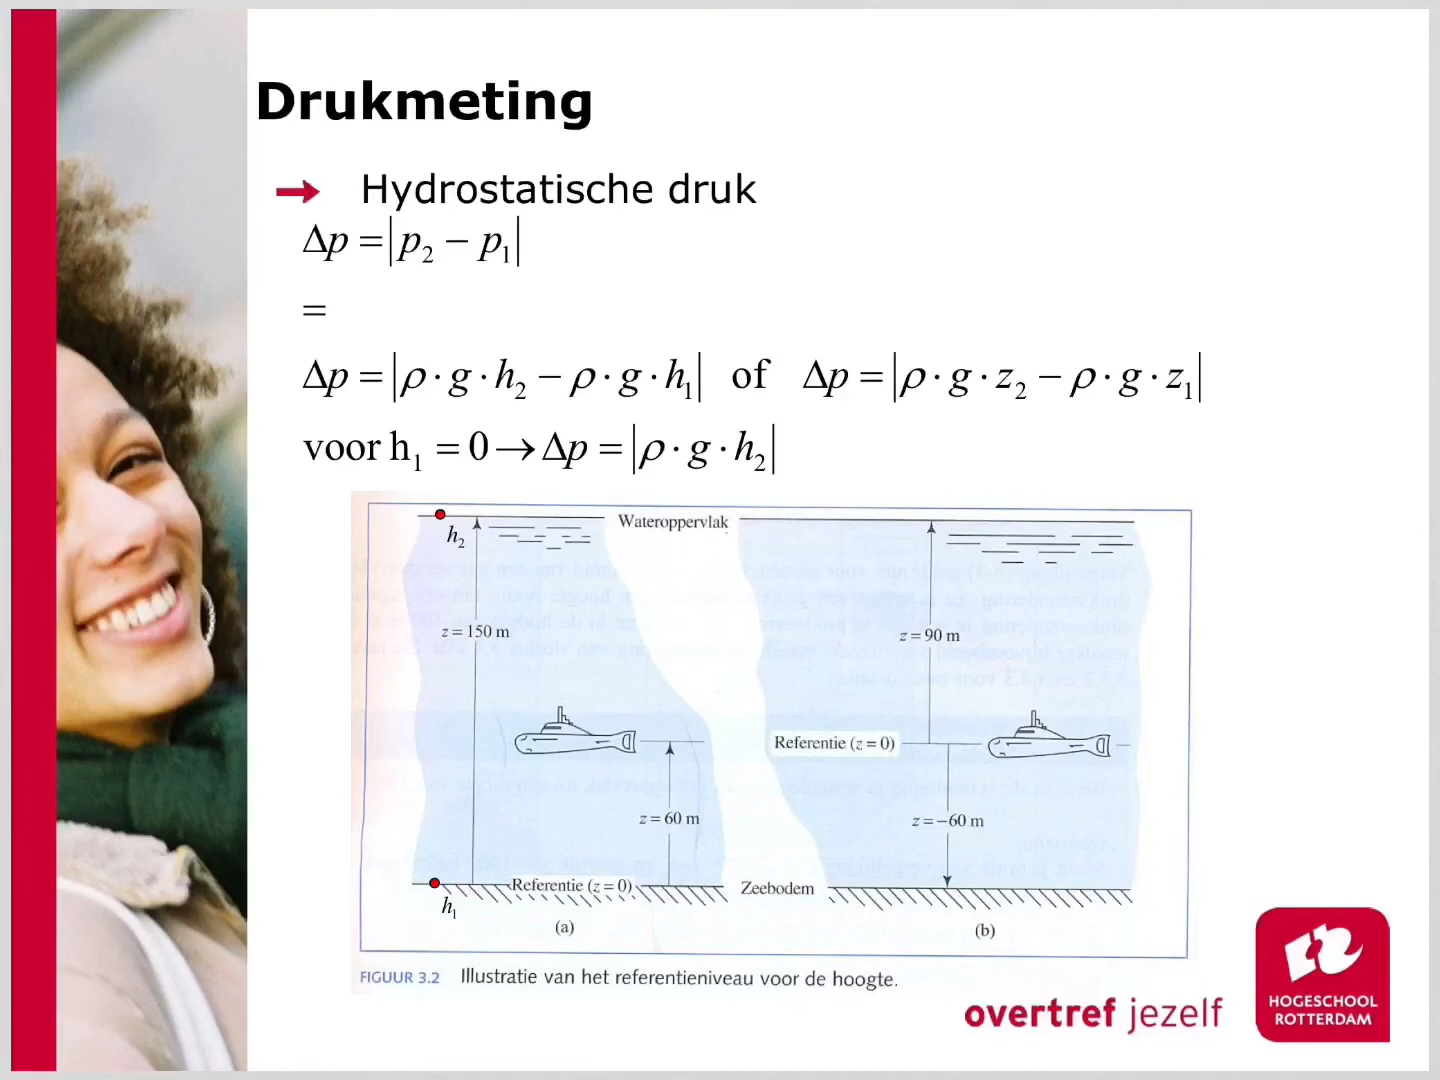 Drukmeting
Hydrostatische druk
Δp = |p₂ − p₁|
=
Δp = |ρ · g · h₂ − ρ · g · h₁| of Δp = |ρ · g · z₂ − ρ · g · z₁|
voor h₁ = 0 → Δp = |ρ · g · h₂|
Wateroppervlak
h₂
z = 150 m
z = 90 m
Referentie (z = 0)
z = 60 m
z = −60 m
Referentie (z = 0)
Zeebodem
h₁
(a)
(b)
FIGUUR 3.2 Illustratie van het referentieniveau voor de hoogte.
overtref jezelf
HOGESCHOOL
ROTTERDAM